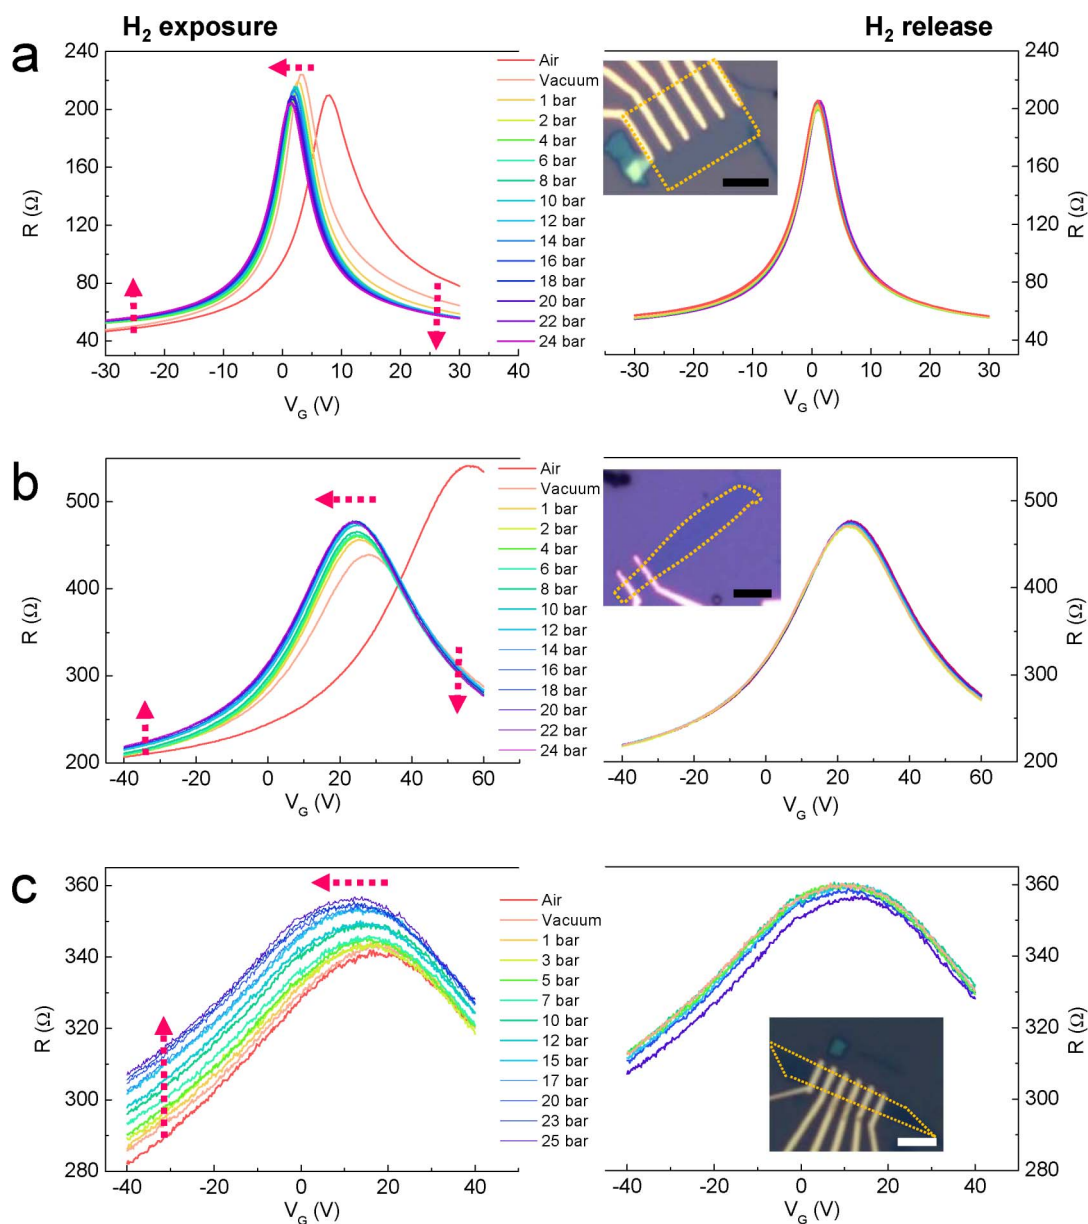 H₂ exposure
H₂ release
a
240
200
160
120
80
40
R (Ω)
-30 -20 -10 0 10 20 30 40
V_G (V)
Air
Vacuum
1 bar
2 bar
4 bar
6 bar
8 bar
10 bar
12 bar
14 bar
16 bar
18 bar
20 bar
22 bar
24 bar
240
200
160
120
80
40
R (Ω)
-30 -20 -10 0 10 20 30
V_G (V)
b
500
400
300
200
R (Ω)
-40 -20 0 20 40 60
V_G (V)
Air
Vacuum
1 bar
2 bar
4 bar
6 bar
8 bar
10 bar
12 bar
14 bar
16 bar
18 bar
20 bar
22 bar
24 bar
500
400
300
200
R (Ω)
-40 -20 0 20 40 60
V_G (V)
c
360
340
320
300
280
R (Ω)
-40 -20 0 20 40
V_G (V)
Air
Vacuum
1 bar
3 bar
5 bar
7 bar
10 bar
12 bar
15 bar
17 bar
20 bar
23 bar
25 bar
360
340
320
300
280
R (Ω)
-40 -20 0 20 40
V_G (V)